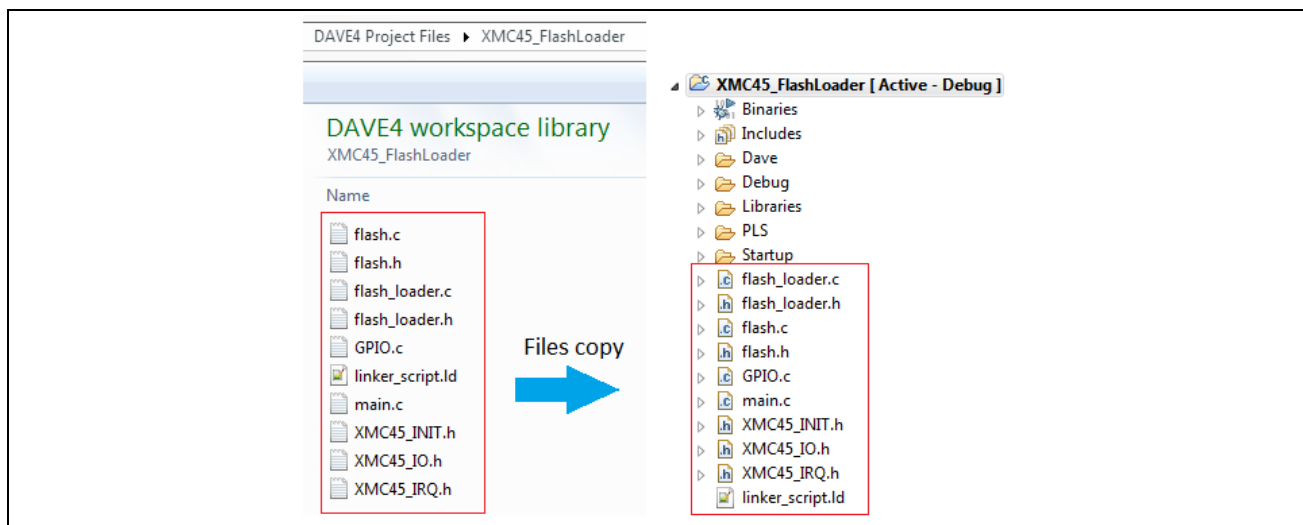 DAVE4 Project Files ▸ XMC45_FlashLoader
DAVE4 workspace library
XMC45_FlashLoader
Name
flash.c
flash.h
flash_loader.c
flash_loader.h
GPIO.c
linker_script.ld
main.c
XMC45_INIT.h
XMC45_IO.h
XMC45_IRQ.h
Files copy
XMC45_FlashLoader [ Active - Debug ]
Binaries
Includes
Dave
Debug
Libraries
PLS
Startup
flash_loader.c
flash_loader.h
flash.c
flash.h
GPIO.c
main.c
XMC45_INIT.h
XMC45_IO.h
XMC45_IRQ.h
linker_script.ld